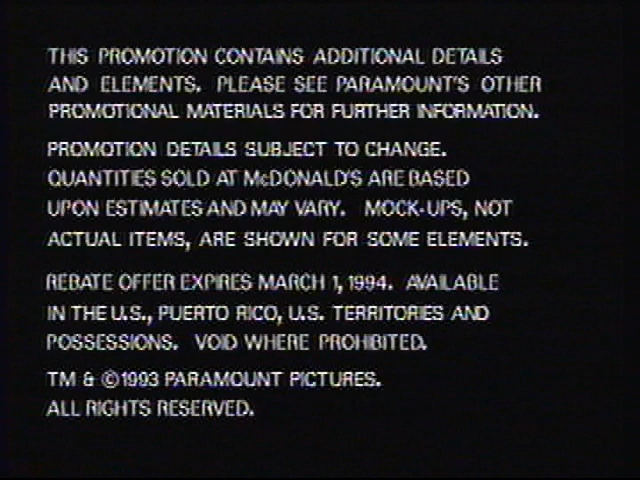 THIS PROMOTION CONTAINS ADDITIONAL DETAILS
AND ELEMENTS. PLEASE SEE PARAMOUNT'S OTHER
PROMOTIONAL MATERIALS FOR FURTHER INFORMATION.
PROMOTION DETAILS SUBJECT TO CHANGE.
QUANTITIES SOLD AT McDONALD'S ARE BASED
UPON ESTIMATES AND MAY VARY. MOCK-UPS, NOT
ACTUAL ITEMS, ARE SHOWN FOR SOME ELEMENTS.
REBATE OFFER EXPIRES MARCH 1, 1994. AVAILABLE
IN THE U.S., PUERTO RICO, U.S. TERRITORIES AND
POSSESSIONS. VOID WHERE PROHIBITED.
TM & ©1993 PARAMOUNT PICTURES.
ALL RIGHTS RESERVED.